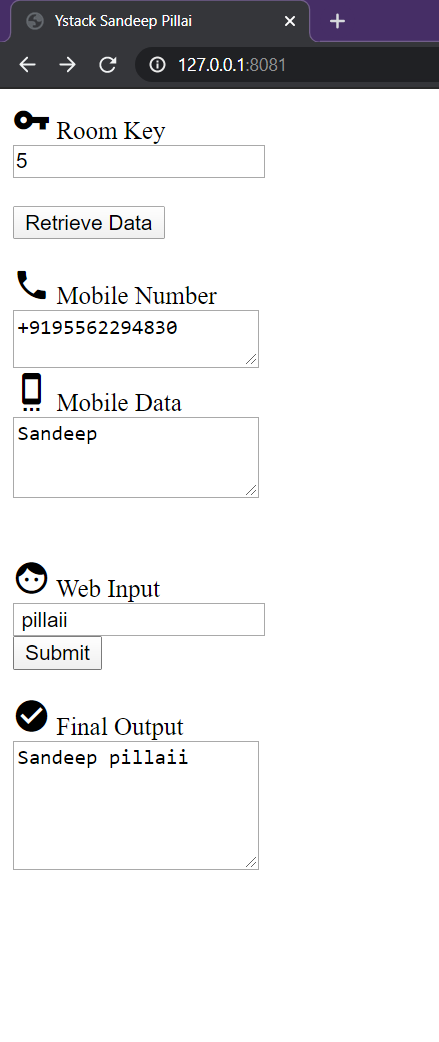 Ystack Sandeep Pillai
127.0.0.1:8081
Room Key
5
Retrieve Data
Mobile Number
+9195562294830
Mobile Data
Sandeep
Web Input
pillaii
Submit
Final Output
Sandeep pillaii